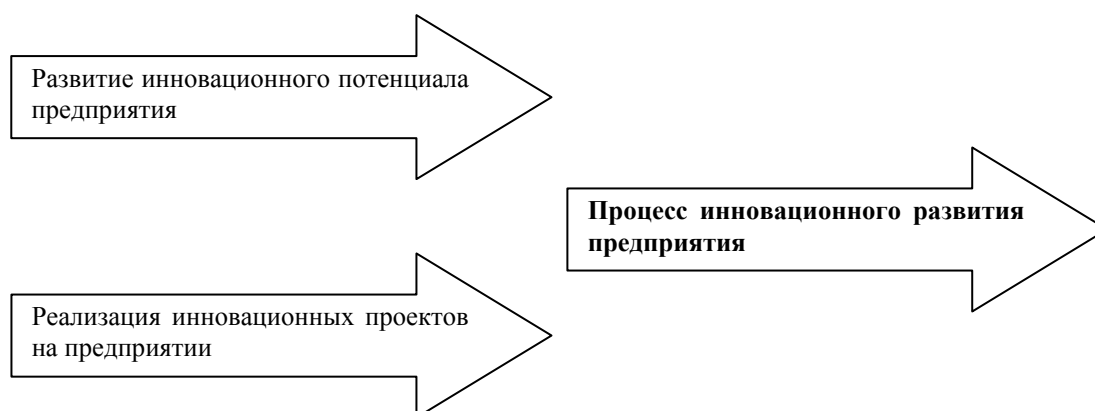 Развитие инновационного потенциала
предприятия
Процесс инновационного развития
предприятия
Реализация инновационных проектов
на предприятии